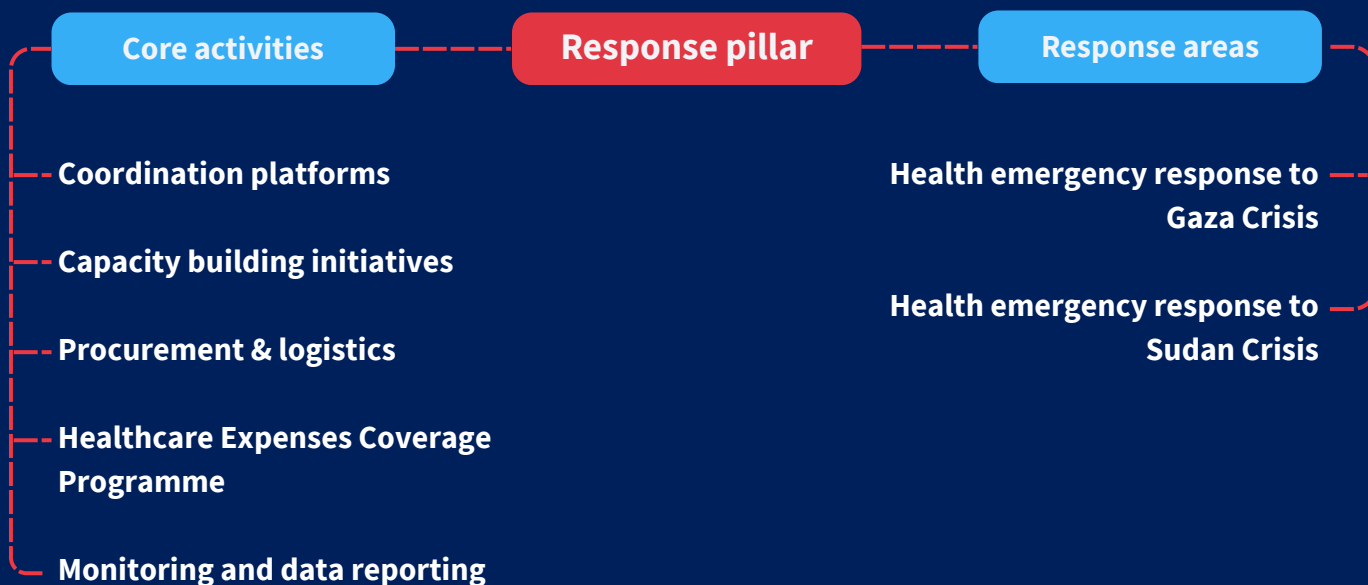 Core activities
Response pillar
Response areas
Coordination platforms
Capacity building initiatives
Procurement & logistics
Healthcare Expenses Coverage
Programme
Monitoring and data reporting
Health emergency response to
Gaza Crisis
Health emergency response to
Sudan Crisis